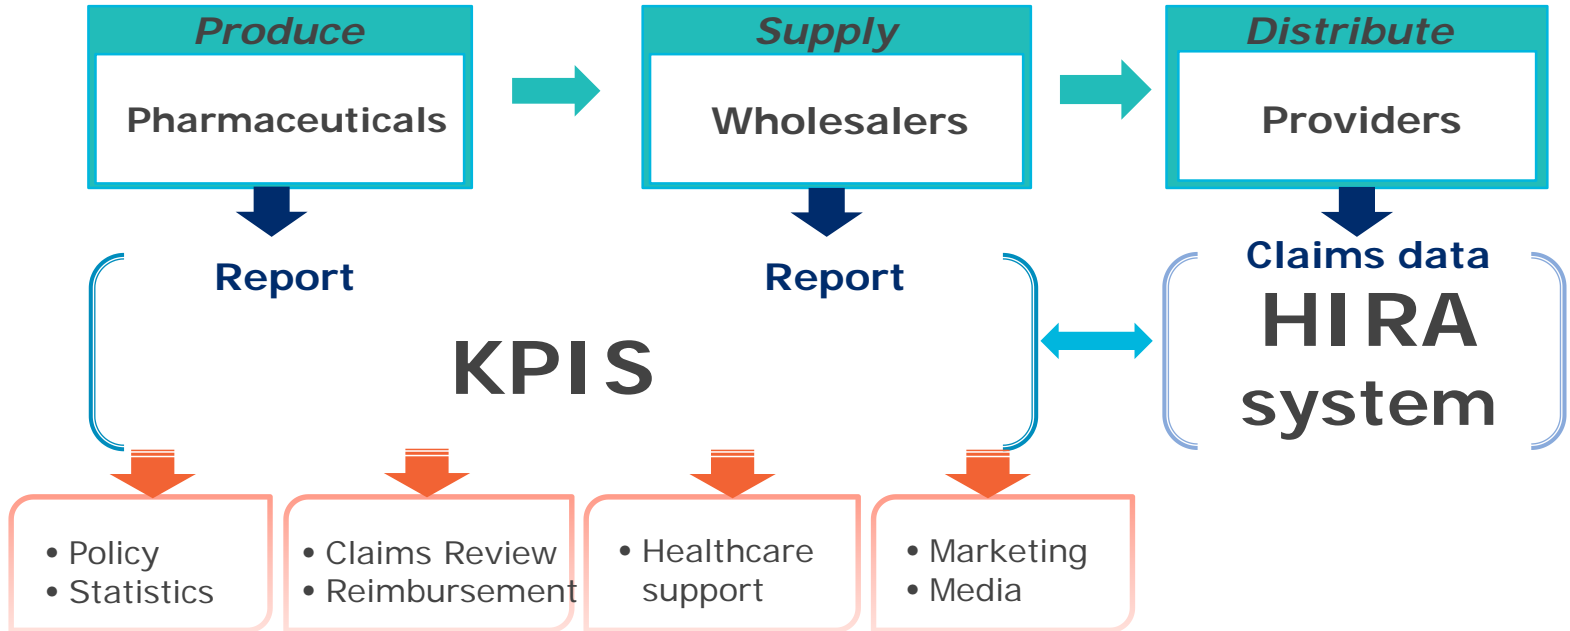 Produce
Pharmaceuticals
Supply
Wholesalers
Distribute
Providers
Report
Report
Claims data
KPIS
HIRA
system
• Policy
• Statistics
• Claims Review
• Reimbursement
• Healthcare
support
• Marketing
• Media